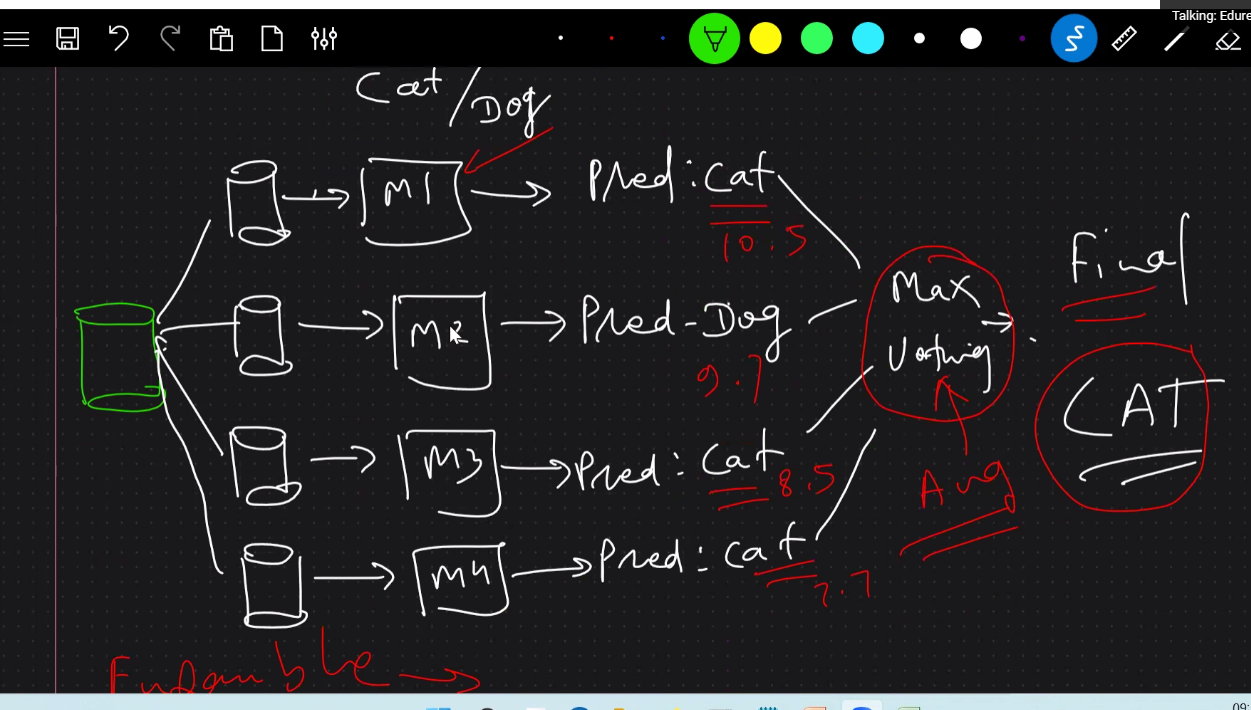 Talking: Edure
Cat/Dog
M1
Pred: Cat
10.5
Final
M2
Pred-Dog
9.7
Max
Voting
CAT
M3
Pred: Cat
8.5
Avg
M4
Pred: cat
7.7
09: